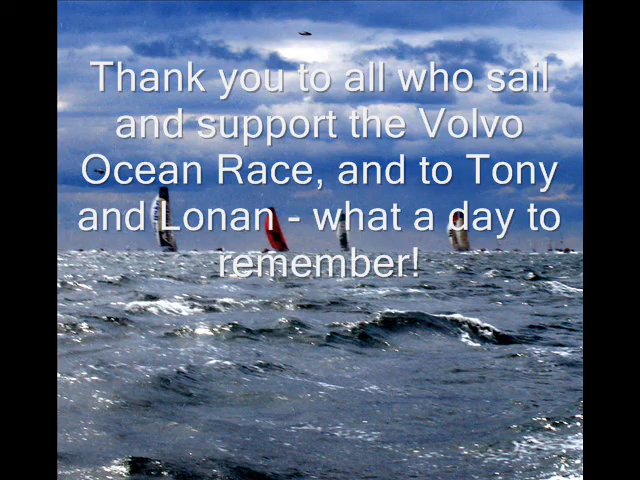 Thank you to all who sail
and support the Volvo
Ocean Race, and to Tony
and Lonan - what a day to
remember!